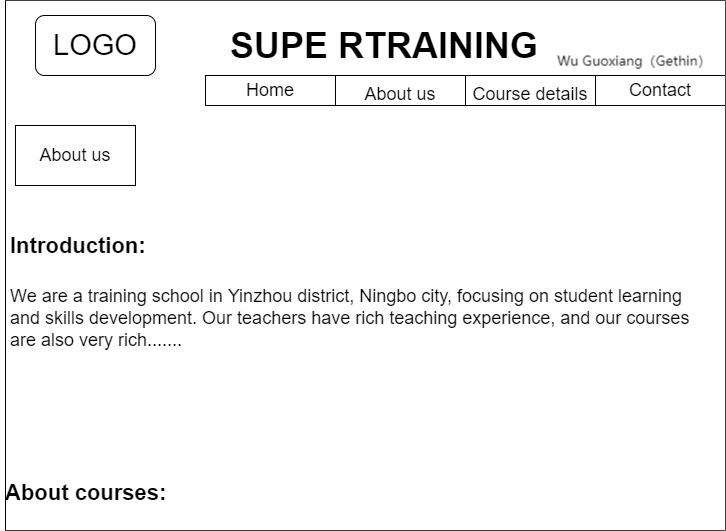 LOGO
SUPE RTRAINING
Wu Guoxiang（Gethin）
Home
About us
Course details
Contact
About us
Introduction:
We are a training school in Yinzhou district, Ningbo city, focusing on student learning
and skills development. Our teachers have rich teaching experience, and our courses
are also very rich.......
About courses: